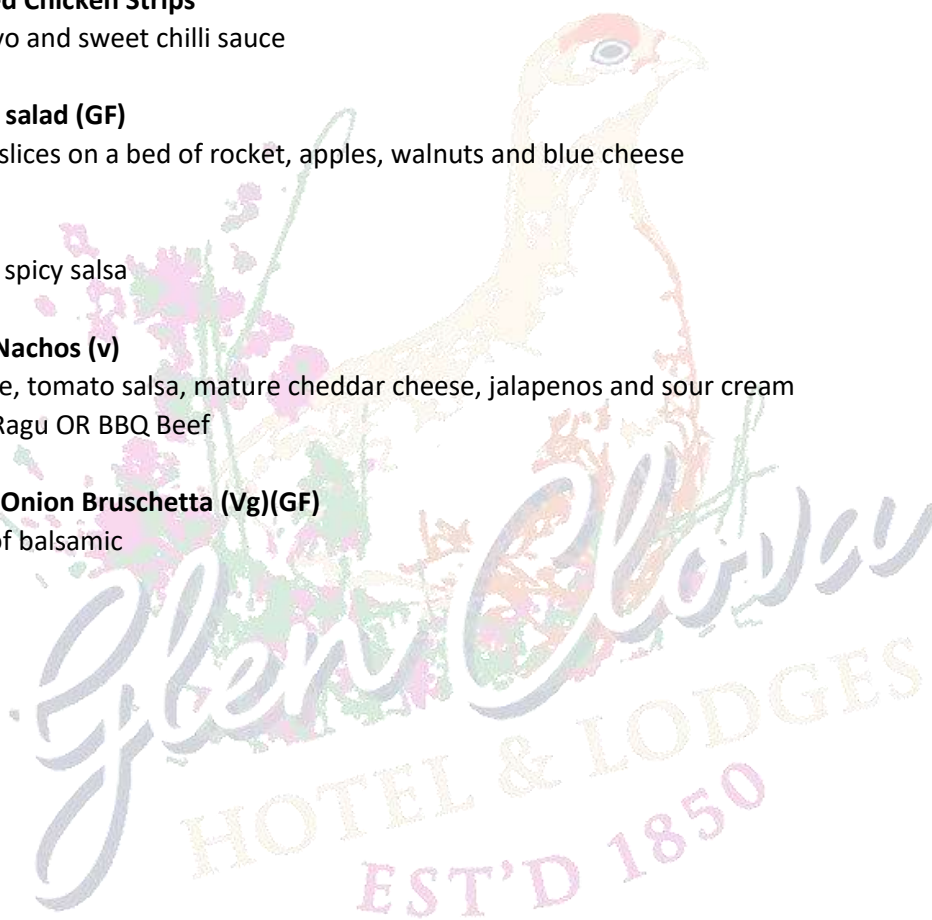 Chicken Strips
and sweet chilli sauce
salad (GF)
slices on a bed of rocket, apples, walnuts and blue cheese
spicy salsa
Nachos (v)
tomato salsa, mature cheddar cheese, jalapenos and sour cream
Ragu OR BBQ Beef
Onion Bruschetta (Vg)(GF)
of balsamic
Glen Clova
HOTEL & LODGES
EST'D 1850